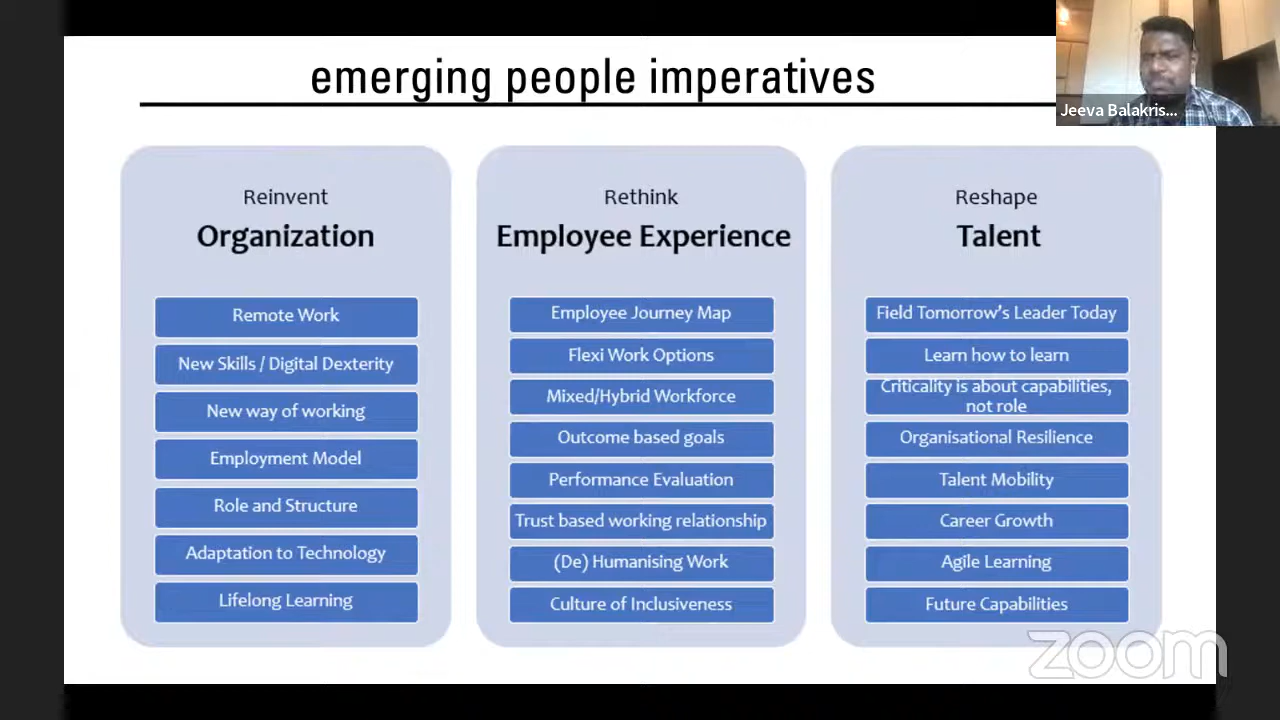 emerging people imperatives
Jeeva Balakris...
Reinvent
Organization
Remote Work
New Skills / Digital Dexterity
New way of working
Employment Model
Role and Structure
Adaptation to Technology
Lifelong Learning
Rethink
Employee Experience
Employee Journey Map
Flexi Work Options
Mixed/Hybrid Workforce
Outcome based goals
Performance Evaluation
Trust based working relationship
(De) Humanising Work
Culture of Inclusiveness
Reshape
Talent
Field Tomorrow's Leader Today
Learn how to learn
Criticality is about capabilities,
not role
Organisational Resilience
Talent Mobility
Career Growth
Agile Learning
Future Capabilities
zoom